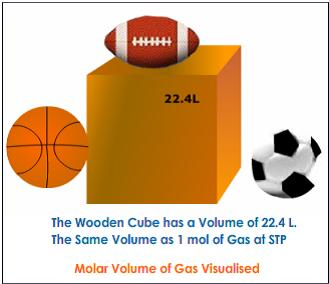 22.4L
The Wooden Cube has a Volume of 22.4 L.
The Same Volume as 1 mol of Gas at STP
Molar Volume of Gas Visualised